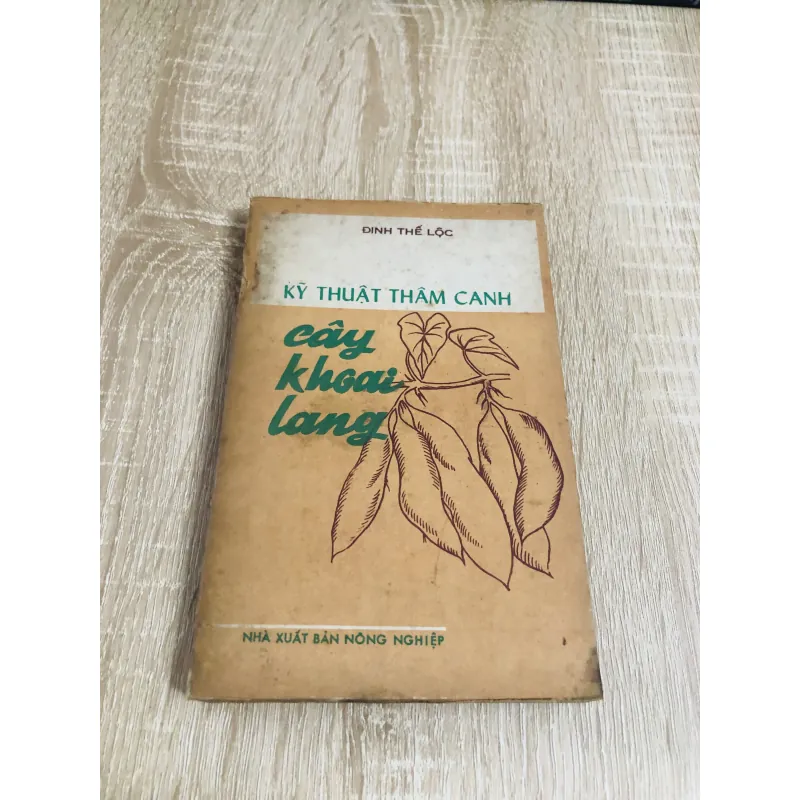 ĐINH THẾ LỘC
KỸ THUẬT THÂM CANH
cây
khoai
lang
NHÀ XUẤT BẢN NÔNG NGHIỆP